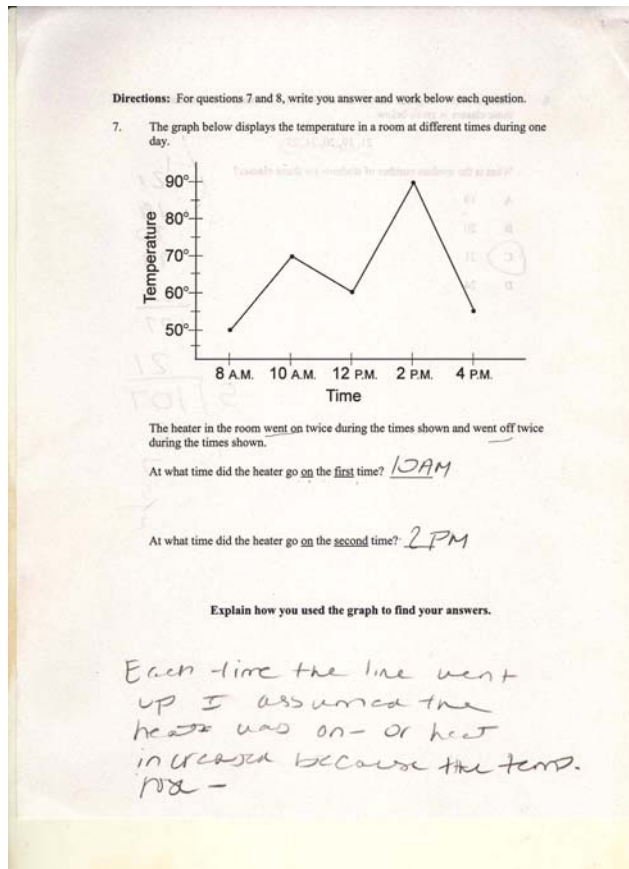 Directions: For questions 7 and 8, write you answer and work below each question.
7. The graph below displays the temperature in a room at different times during one
day.
90°
80°
70°
60°
50°
Temperature
8 A.M. 10 A.M. 12 P.M. 2 P.M. 4 P.M.
Time
The heater in the room went on twice during the times shown and went off twice
during the times shown.
At what time did the heater go on the first time? 10AM
At what time did the heater go on the second time? 2 PM
Explain how you used the graph to find your answers.
Each time the line went
up I assumed the
was on- or heat
increased because the temp.
rose -